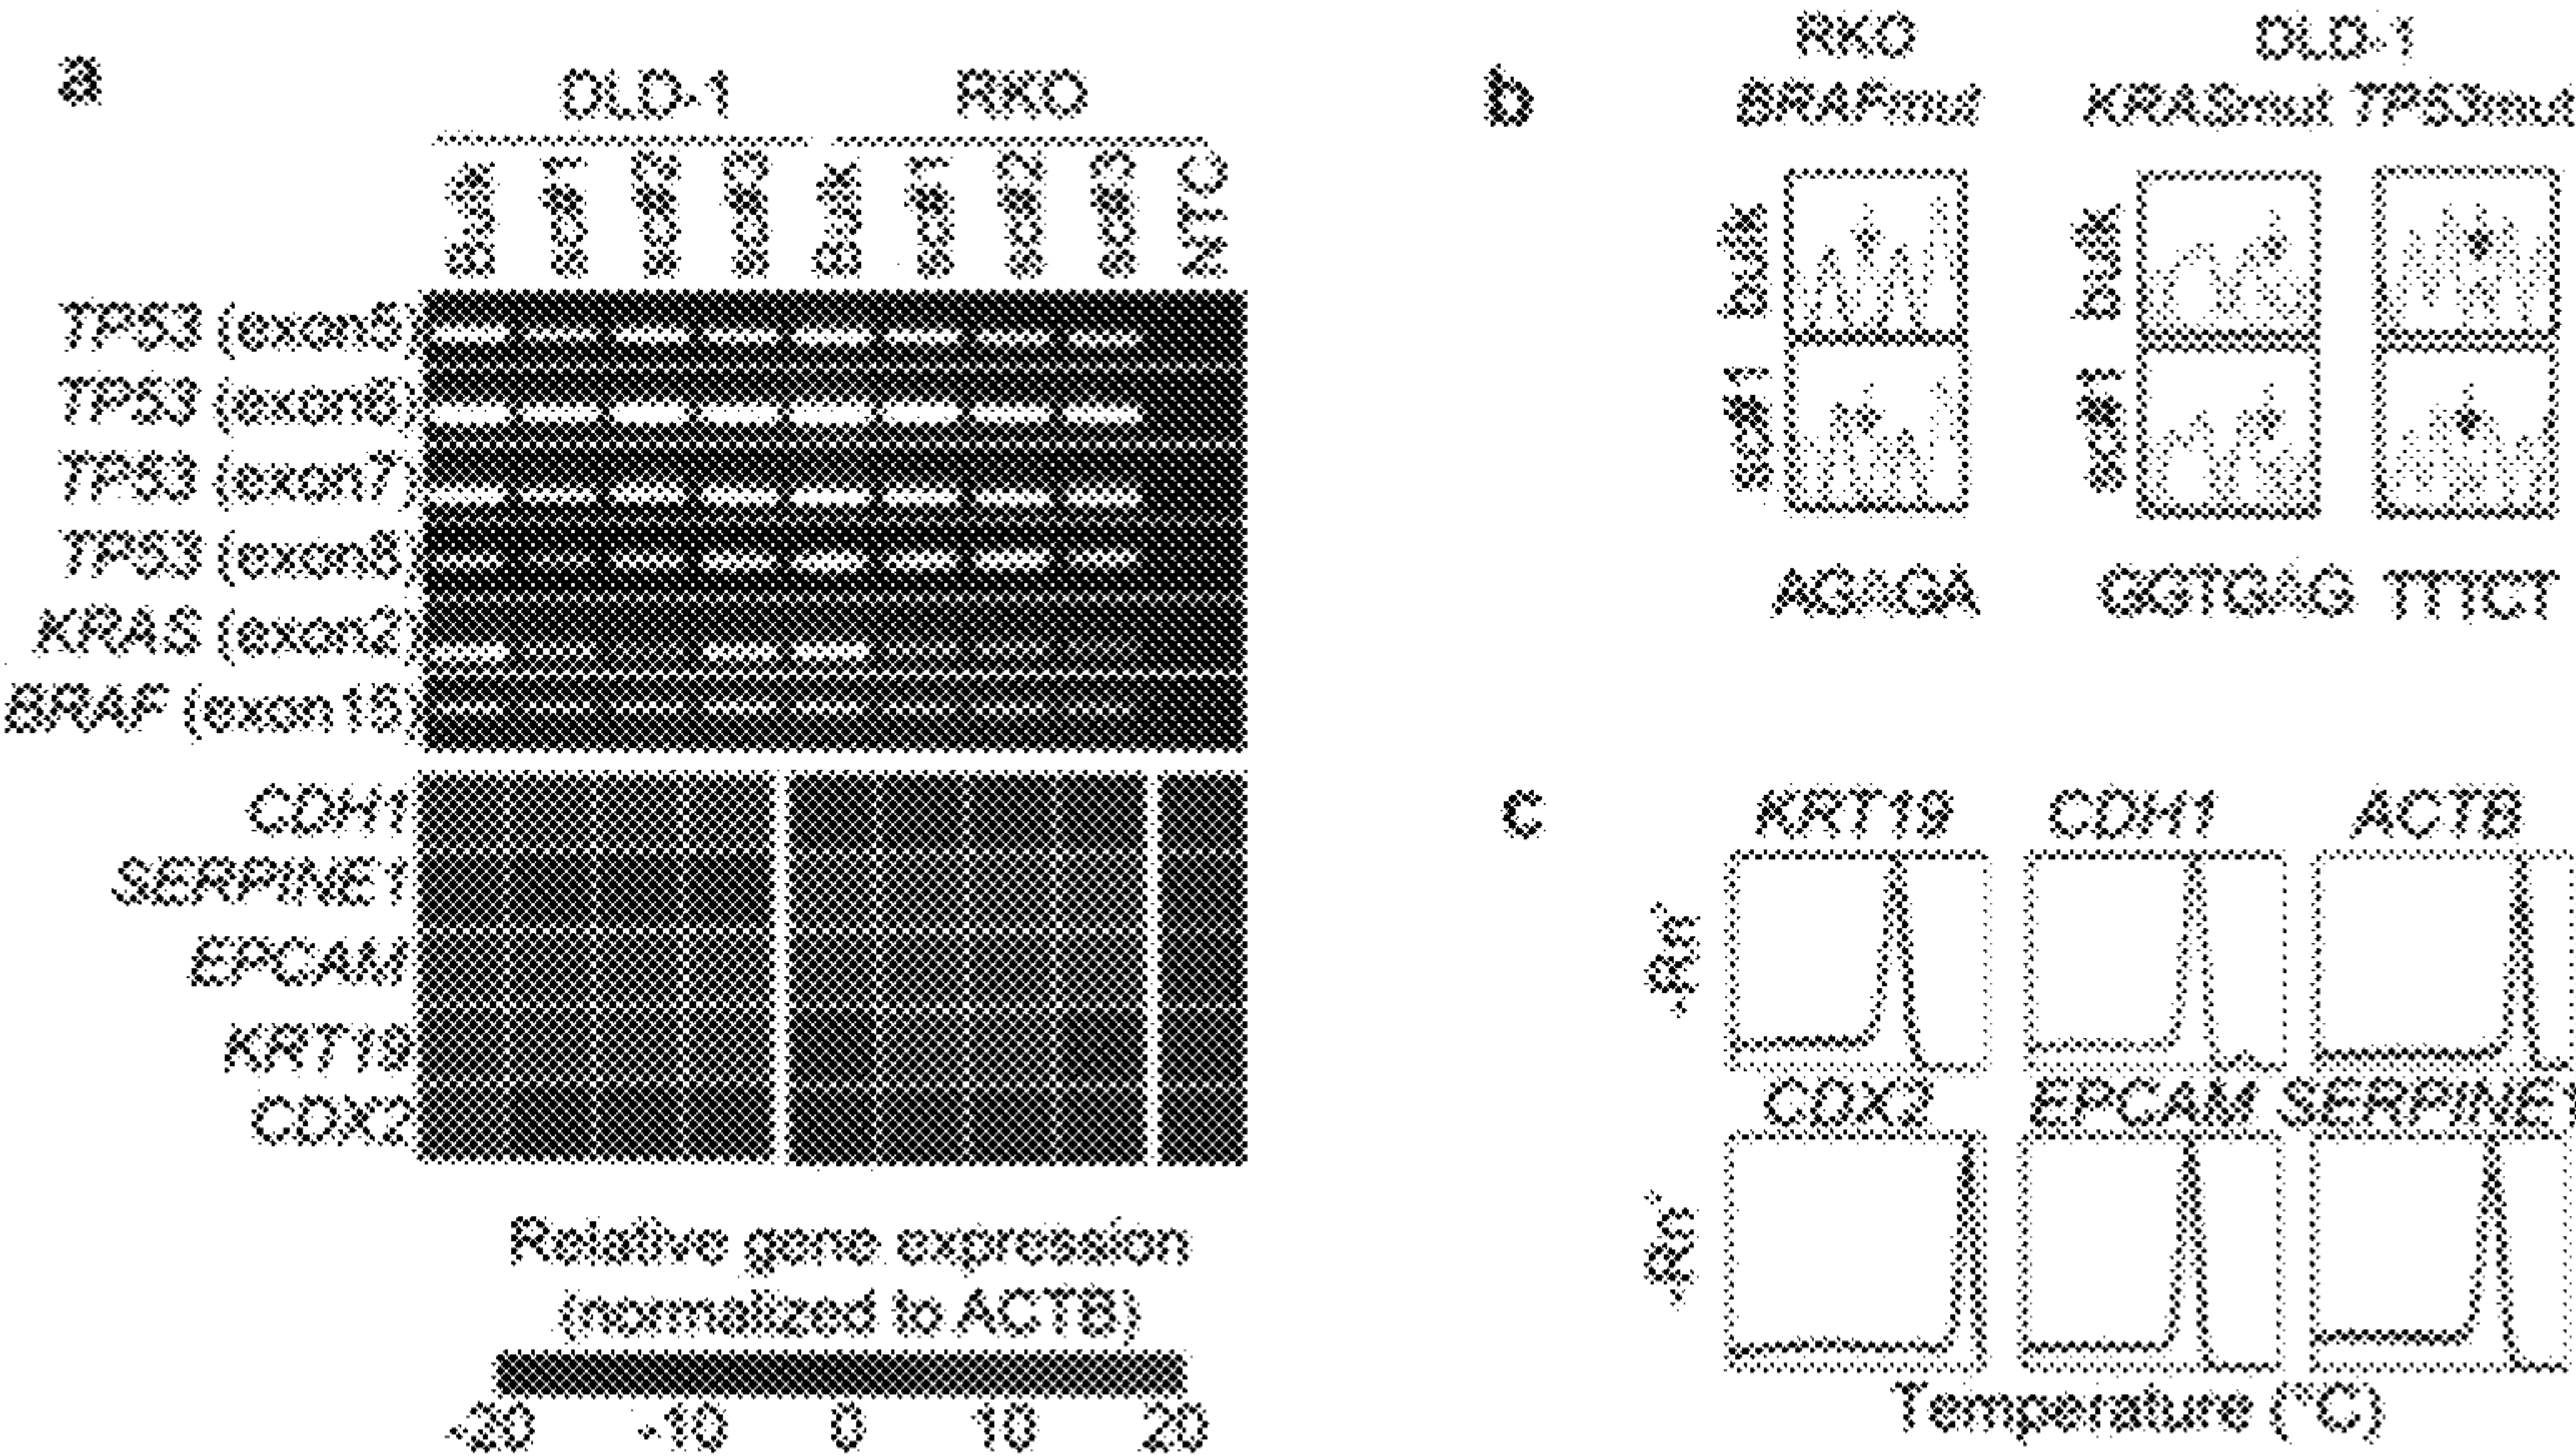 a
DLD-1 RKO
Bulk sc#1 sc#2 sc#3 Bulk sc#1 sc#2 sc#3 NTC
TP53 (exon5)
TP53 (exon6)
TP53 (exon7)
TP53 (exon8)
KRAS (exon2)
BRAF (exon15)
CDH1
SERPINE1
EPCAM
KRT19
CDX2
Relative gene expression
(normalized to ACTB)
-20 -10 0 10 20
b
RKO DLD-1
BRAFmut KRASmut TP53mut
bulk bulk
sc#1 sc#1
AGAGA GGTGAG TTTCT
c
KRT19 CDH1 ACTB
-Rn'
CDX2 EPCAM SERPINE1
-Rn'
Temperature (°C)